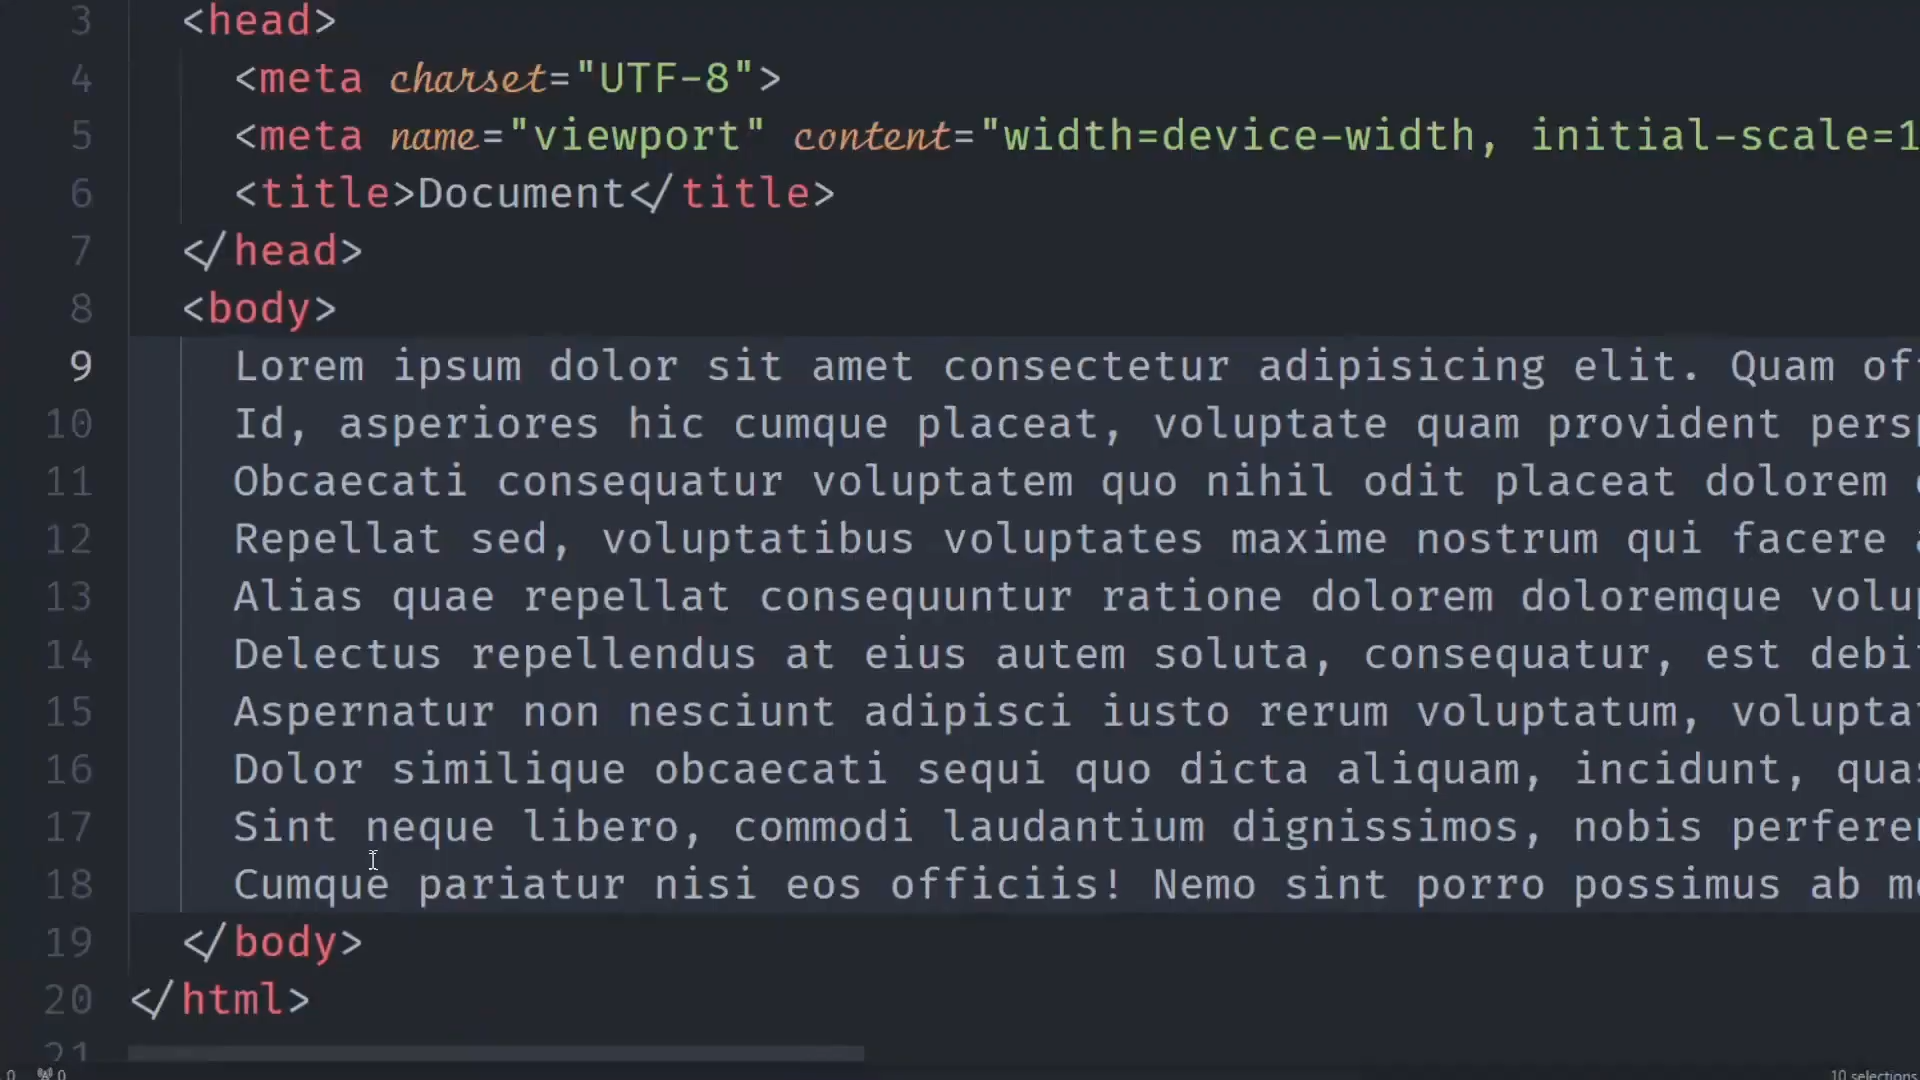 3 <head>
4 <meta charset="UTF-8">
5 <meta name="viewport" content="width=device-width, initial-scale=1
6 <title>Document</title>
7 </head>
8 <body>
9 Lorem ipsum dolor sit amet consectetur adipisicing elit. Quam of
10 Id, asperiores hic cumque placeat, voluptate quam provident pers
11 Obcaecati consequatur voluptatem quo nihil odit placeat dolorem
12 Repellat sed, voluptatibus voluptates maxime nostrum qui facere
13 Alias quae repellat consequuntur ratione dolorem doloremque volu
14 Delectus repellendus at eius autem soluta, consequatur, est debi
15 Aspernatur non nesciunt adipisci iusto rerum voluptatum, volupta
16 Dolor similique obcaecati sequi quo dicta aliquam, incidunt, qua
17 Sint neque libero, commodi laudantium dignissimos, nobis perfere
18 Cumque pariatur nisi eos officiis! Nemo sint porro possimus ab m
19 </body>
20 </html>
21
0 0 10 selections